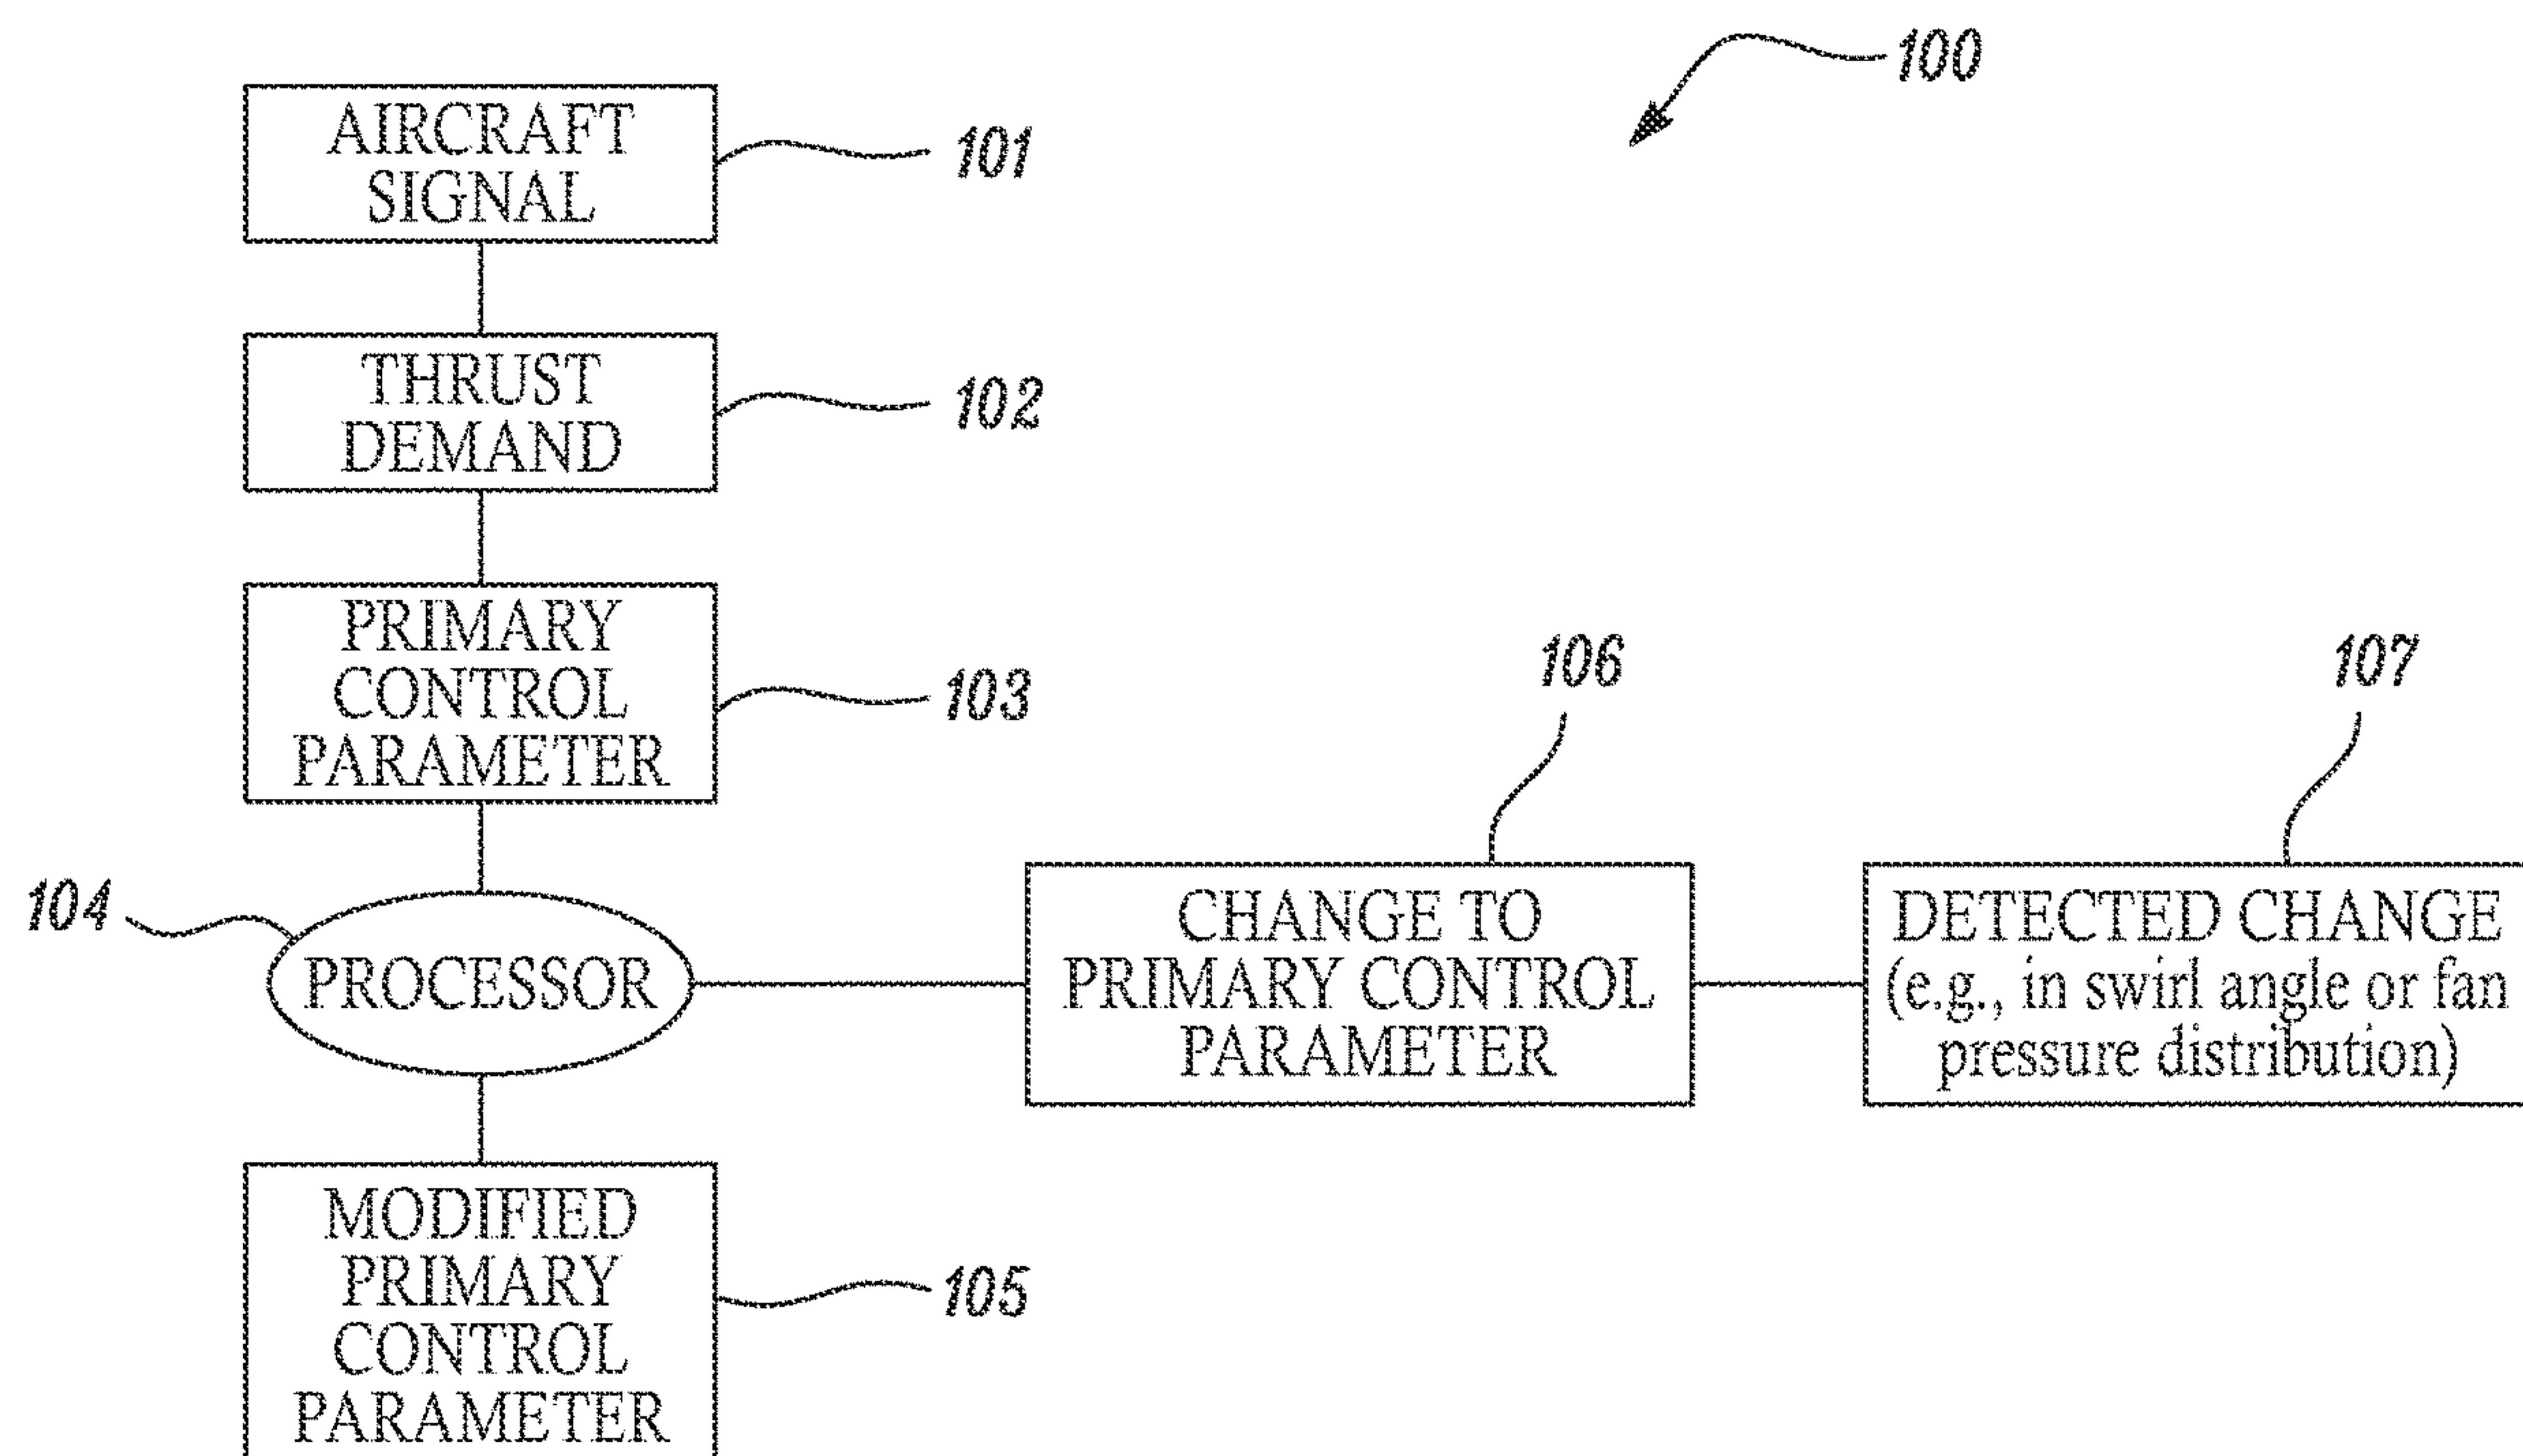 100
AIRCRAFT
SIGNAL
101
THRUST
DEMAND
102
PRIMARY
CONTROL
PARAMETER
103
106
107
104
PROCESSOR
CHANGE TO
PRIMARY CONTROL
PARAMETER
DETECTED CHANGE
(e.g., in swirl angle or fan
pressure distribution)
MODIFIED
PRIMARY
CONTROL
PARAMETER
105